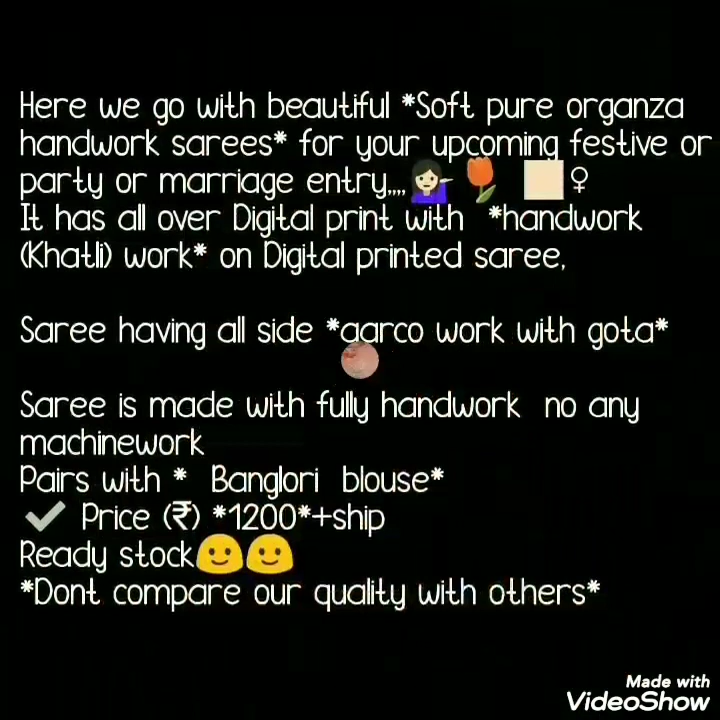 Here we go with beautiful *Soft pure organza
handwork sarees* for your upcoming festive or
party or marriage entry,,,,💁🏻🌷 🏻♀
It has all over Digital print with *handwork
(Khatli) work* on Digital printed saree,
Saree having all side *aarco work with gota*
Saree is made with fully handwork no any
machinework
Pairs with * Banglori blouse*
✔ Price (₹) *1200*+ship
Ready stock🙂🙂
*Dont compare our quality with others*
Made with
VideoShow